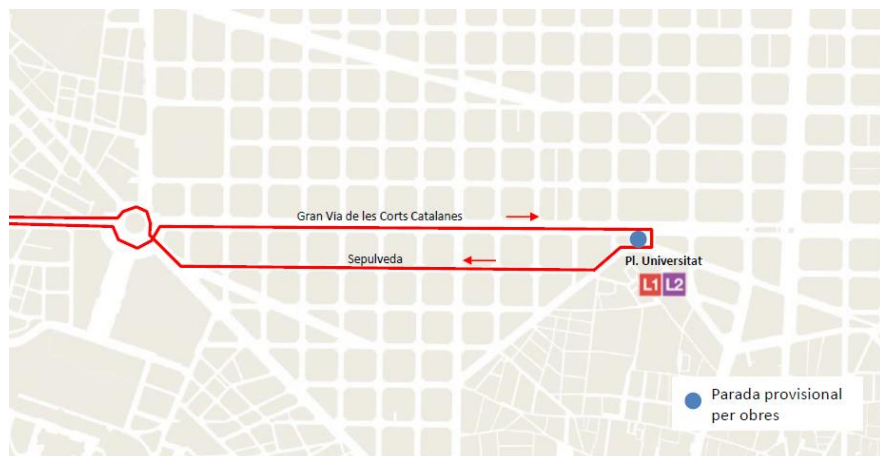 Gran Via de les Corts Catalanes
Sepulveda
Pl. Universitat
L1 L2
Parada provisional
per obres